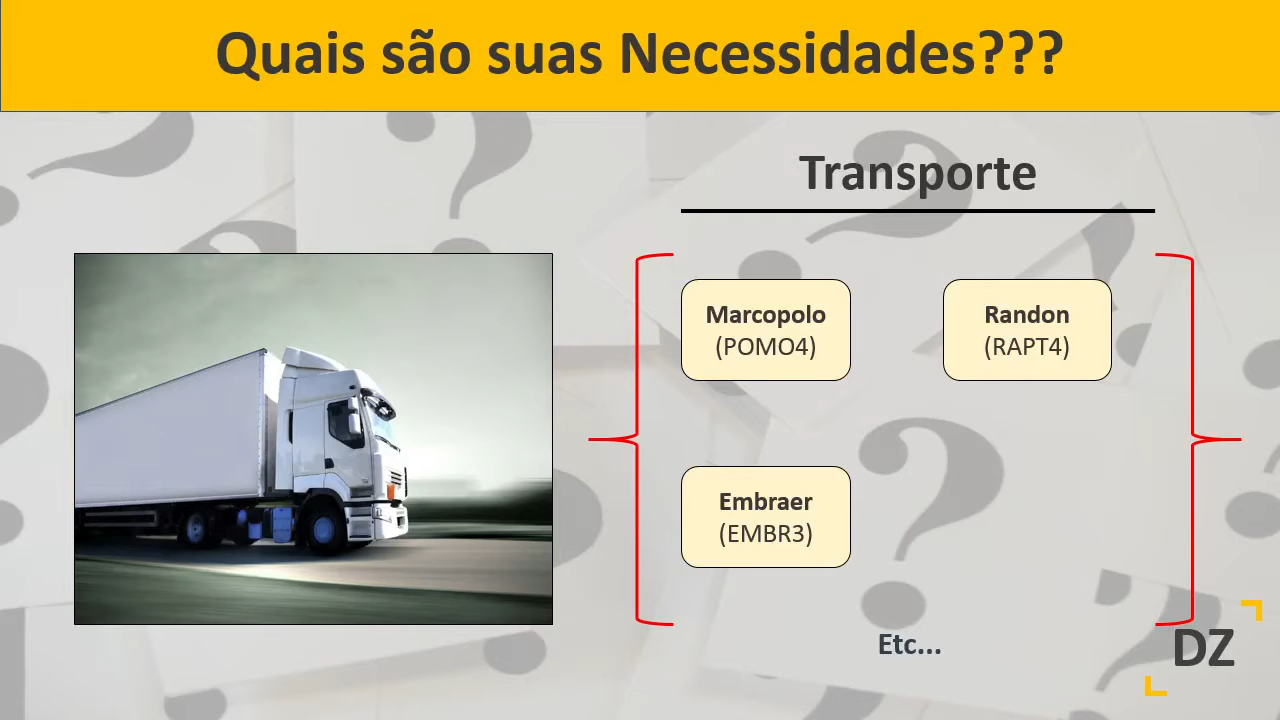 Quais são suas Necessidades???
Transporte
Marcopolo
(POMO4)
Randon
(RAPT4)
Embraer
(EMBR3)
Etc...
DZ